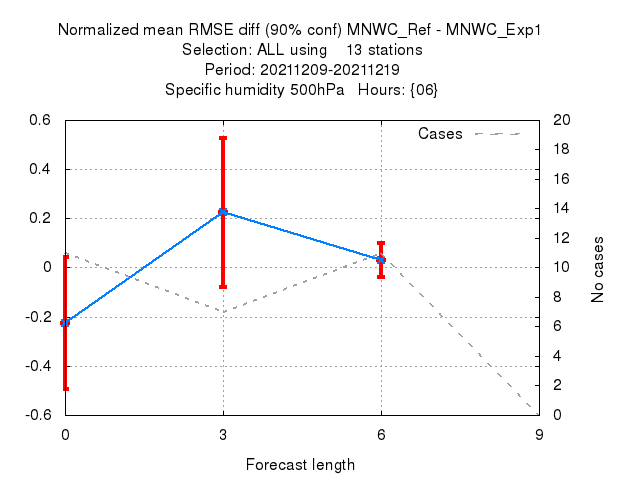 Normalized mean RMSE diff (90% conf) MNWC_Ref - MNWC_Exp1
Selection: ALL using 13 stations
Period: 20211209-20211219
Specific humidity 500hPa Hours: {06}
Cases
0.6
0.4
0.2
0
-0.2
-0.4
-0.6
20
18
16
14
12
10
8
6
4
2
0
No cases
0 3 6 9
Forecast length